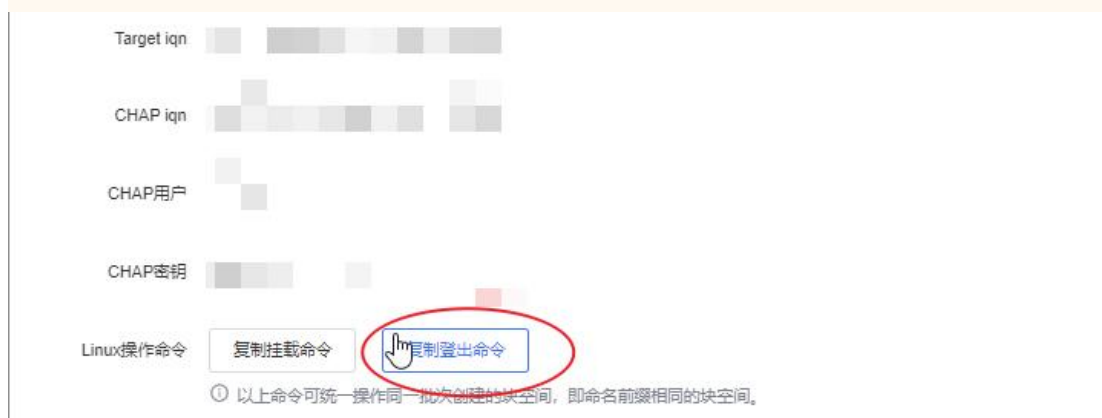 Target iqn
CHAP iqn
CHAP用户
CHAP密钥
Linux操作命令 复制挂载命令 复制登出命令
以上命令可统一操作同一批次创建的块空间，即命名前缀相同的块空间。